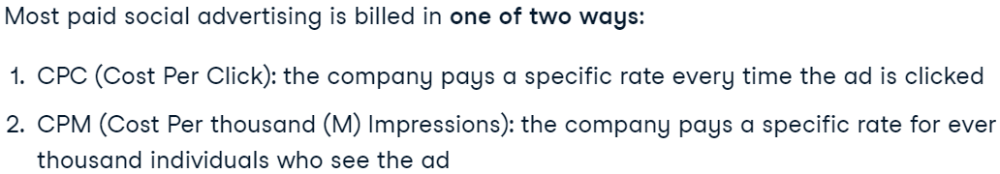 Most paid social advertising is billed in one of two ways:
1. CPC (Cost Per Click): the company pays a specific rate every time the ad is clicked
2. CPM (Cost Per thousand (M) Impressions): the company pays a specific rate for ever
thousand individuals who see the ad